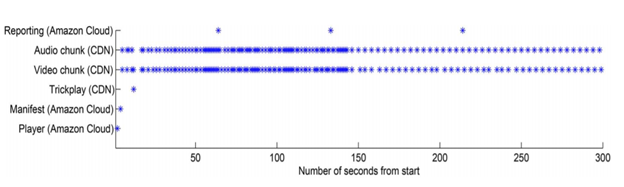 Reporting (Amazon Cloud)
Audio chunk (CDN)
Video chunk (CDN)
Trickplay (CDN)
Manifest (Amazon Cloud)
Player (Amazon Cloud)
50 100 150 200 250 300
Number of seconds from start